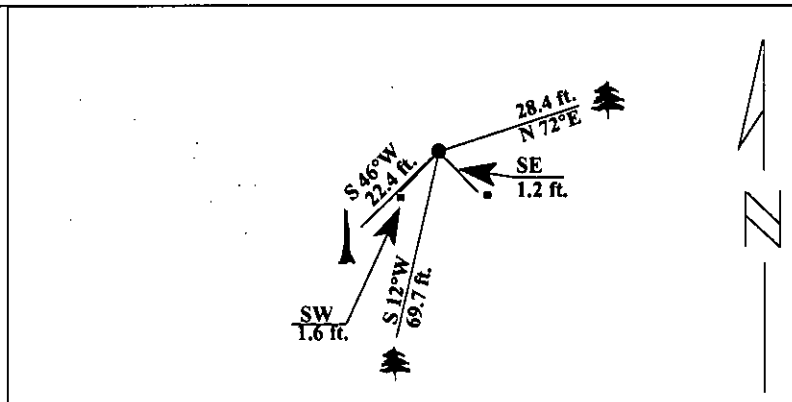 28.4 ft.
N 72°E
S 46°W
22.4 ft.
SE
1.2 ft.
S 12°W
69.7 ft.
SW
1.6 ft.
N